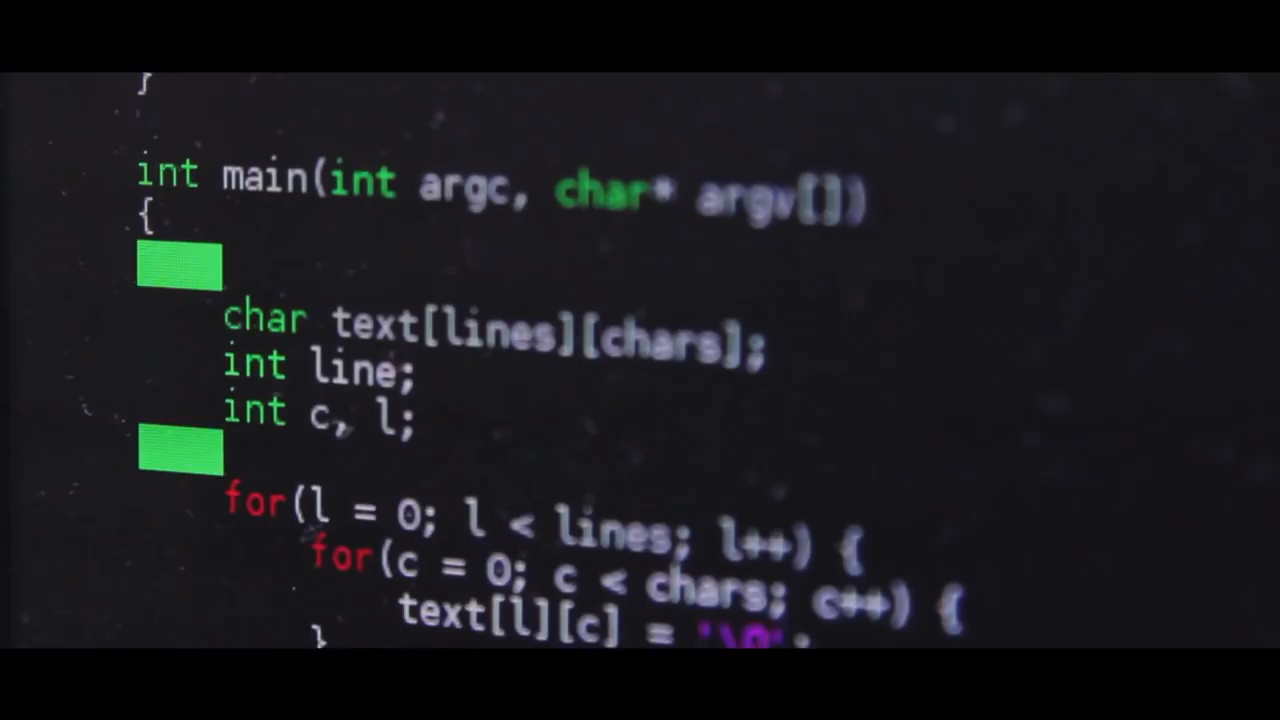 }
int main(int argc, char* argv[])
{
char text[lines][chars];
int line;
int c, l;
for(l = 0; l < lines; l++) {
for(c = 0; c < chars; c++) {
text[l][c] = '\0';
}